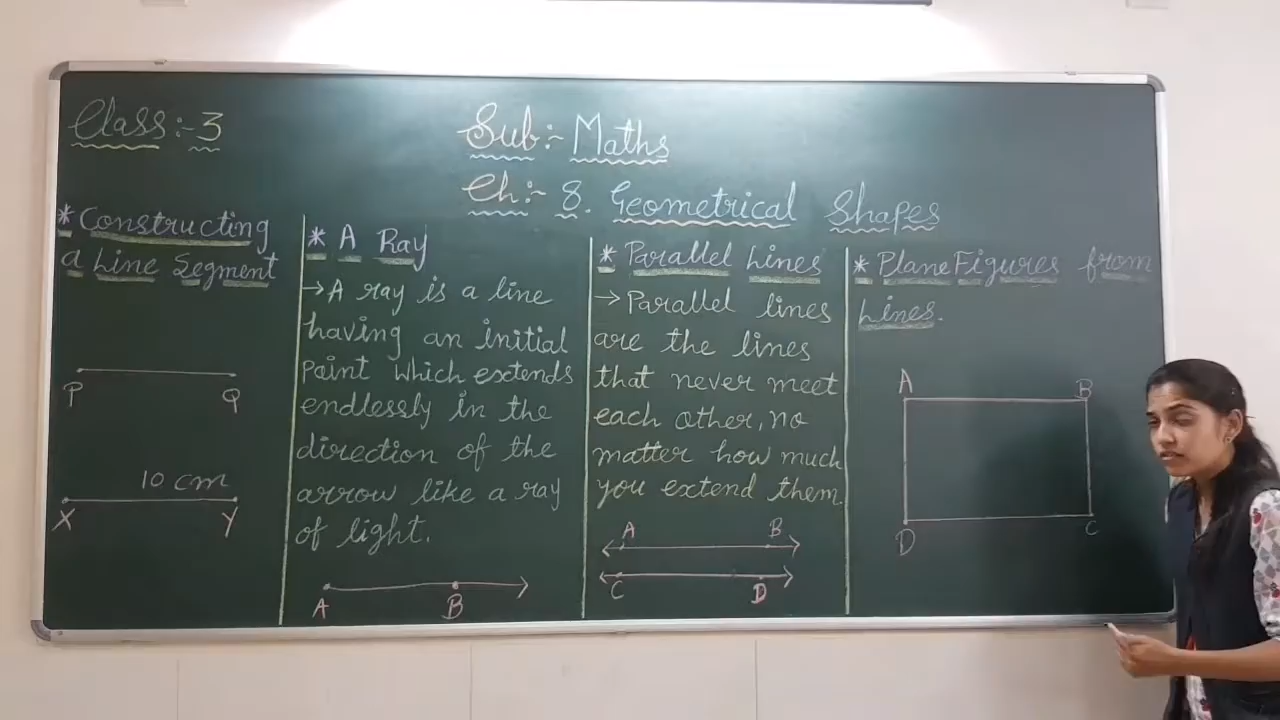 Class:-3
Sub:- Maths
Ch:- 8. Geometrical Shapes
* Constructing
a Line Segment
P Q
10 cm
X Y
* A Ray
→A ray is a line
having an initial
point which extends
endlessly in the
direction of the
arrow like a ray
of light.
A B
* Parallel Lines
→Parallel lines
are the lines
that never meet
each other, no
matter how much
you extend them.
A B
C D
* Plane Figures from
Lines.
A B
D C